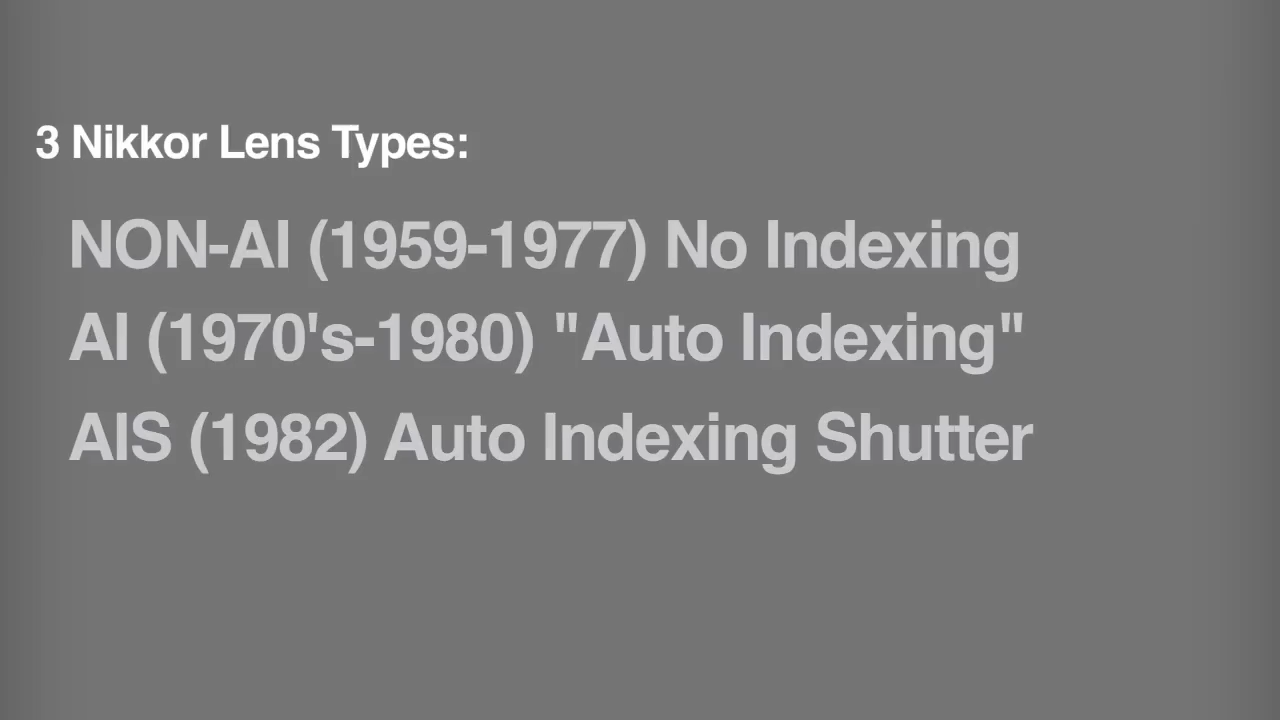 3 Nikkor Lens Types:
NON-AI (1959-1977) No Indexing
AI (1970's-1980) "Auto Indexing"
AIS (1982) Auto Indexing Shutter